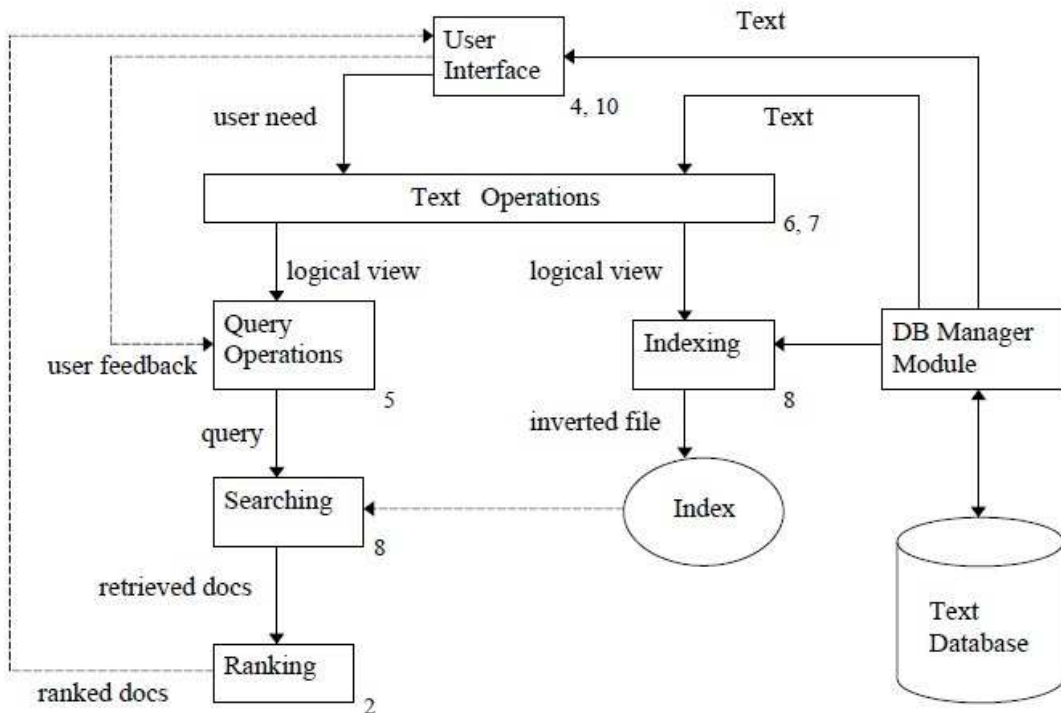 Text
User
Interface
4, 10
user need
Text
Text Operations
6, 7
logical view
logical view
Query
Operations
Indexing
DB Manager
Module
user feedback
5
8
query
inverted file
Searching
Index
8
retrieved docs
Text
Database
Ranking
ranked docs
2